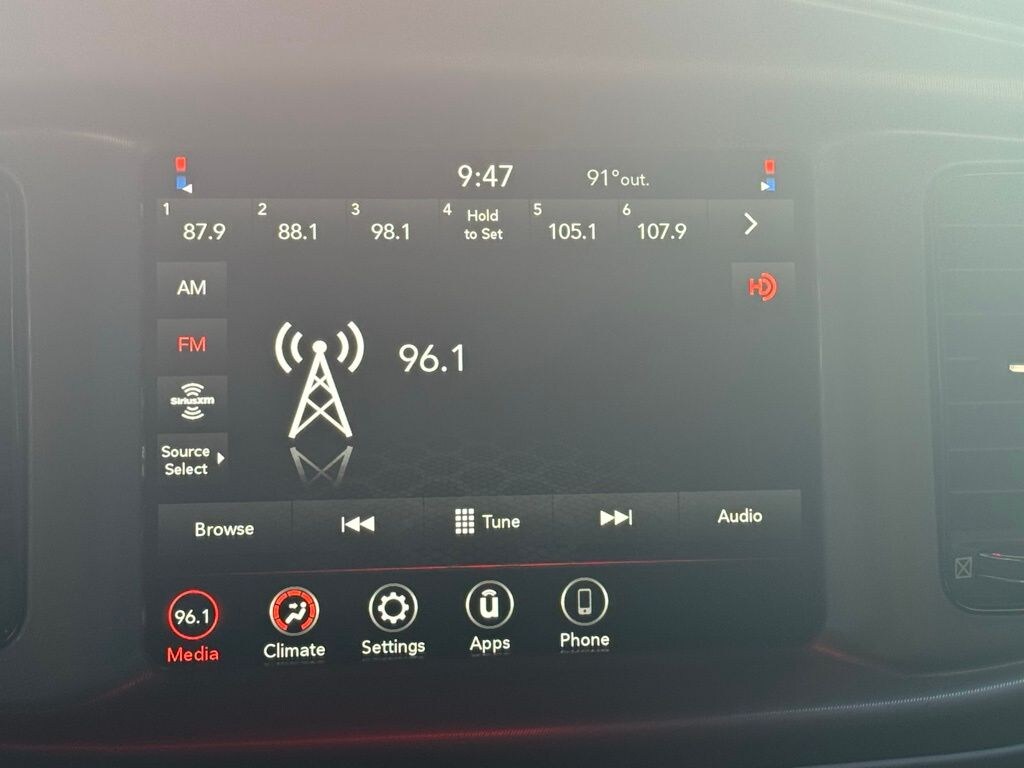 9:47 91°out.
1 2 3 4 Hold 5 6
87.9 88.1 98.1 to Set 105.1 107.9
AM
HD
FM
96.1
SiriusXM
Source
Select
Browse Tune Audio
96.1
Media Climate Settings Apps Phone